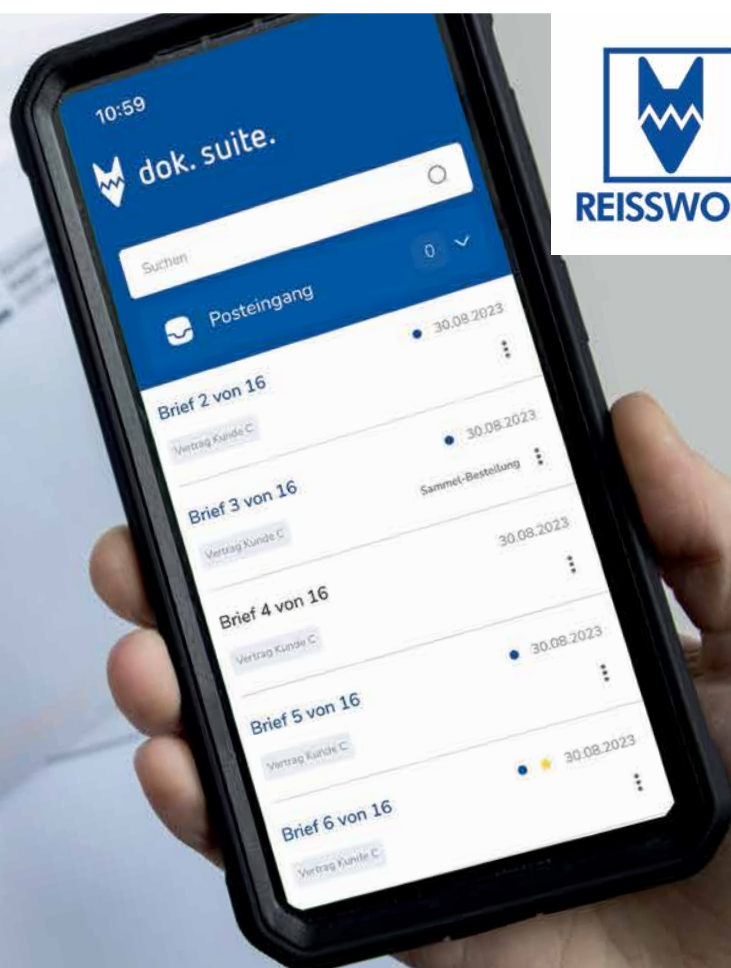 10:59
dok. suite.
REISSWO
Suchen
Posteingang 0
30.08.2023
Brief 2 von 16
Vertrag Kunde C
30.08.2023
Brief 3 von 16
Sammel-Bestellung
Vertrag Kunde C
30.08.2023
Brief 4 von 16
Vertrag Kunde C
30.08.2023
Brief 5 von 16
Vertrag Kunde C
30.08.2023
Brief 6 von 16
Vertrag Kunde C